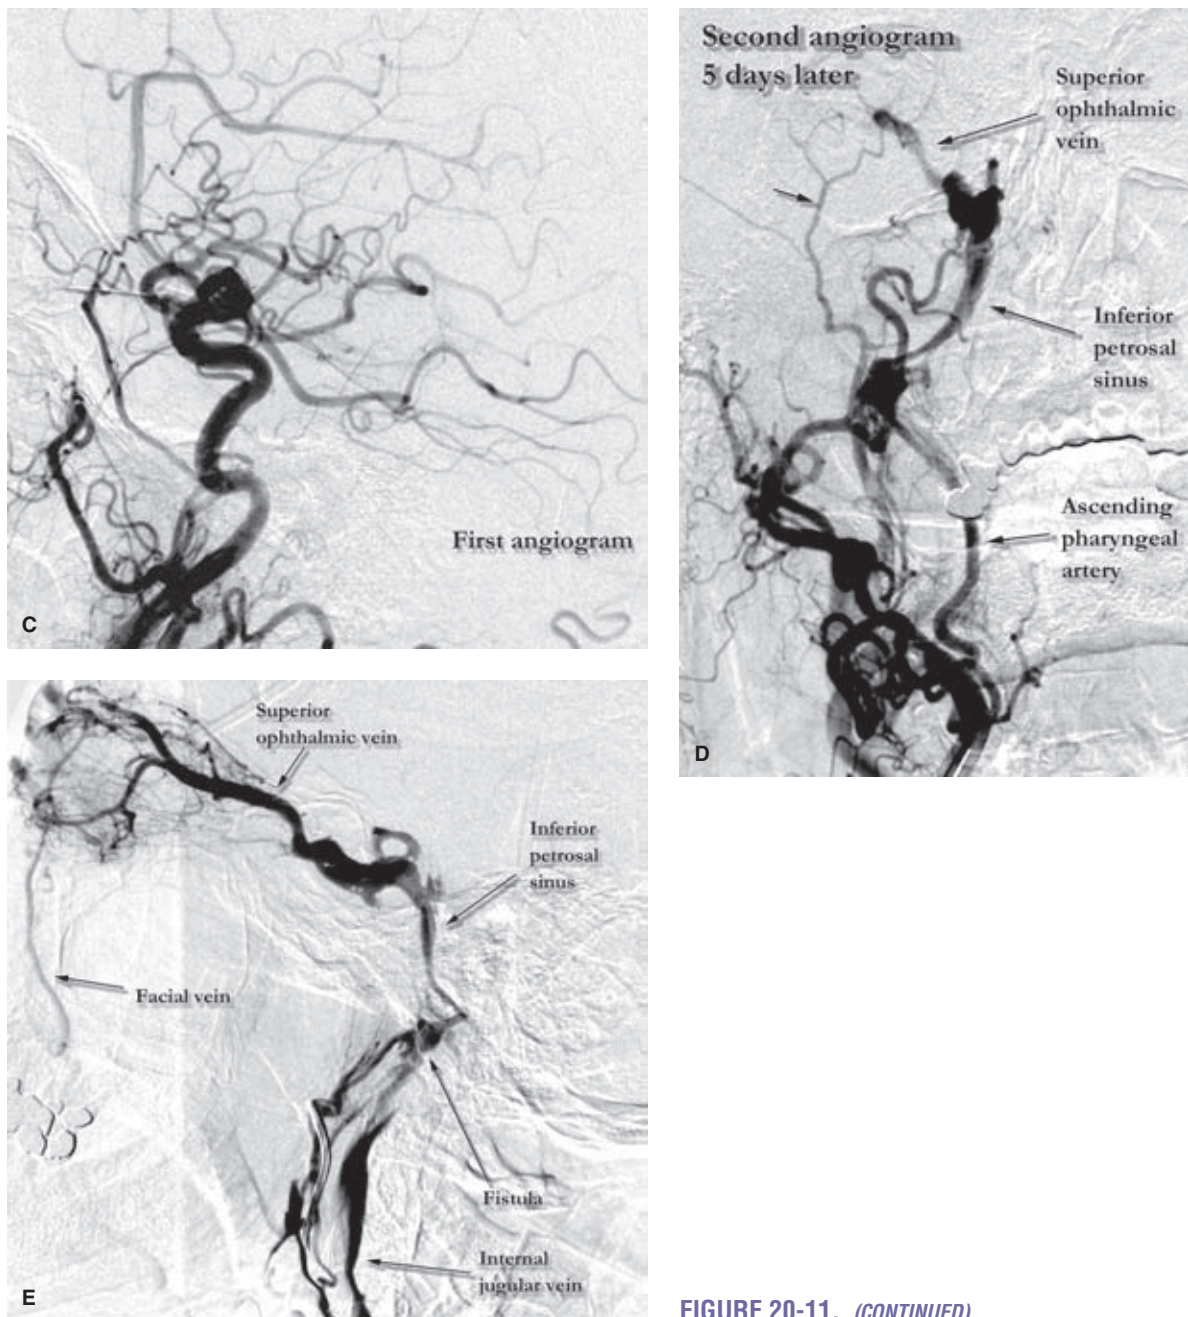 First angiogram
C
Second angiogram
5 days later
Superior
ophthalmic
vein
Inferior
petrosal
sinus
Ascending
pharyngeal
artery
D
Superior
ophthalmic vein
Inferior
petrosal
sinus
Facial vein
Fistula
Internal
jugular vein
E
FIGURE 20-11. (CONTINUED)